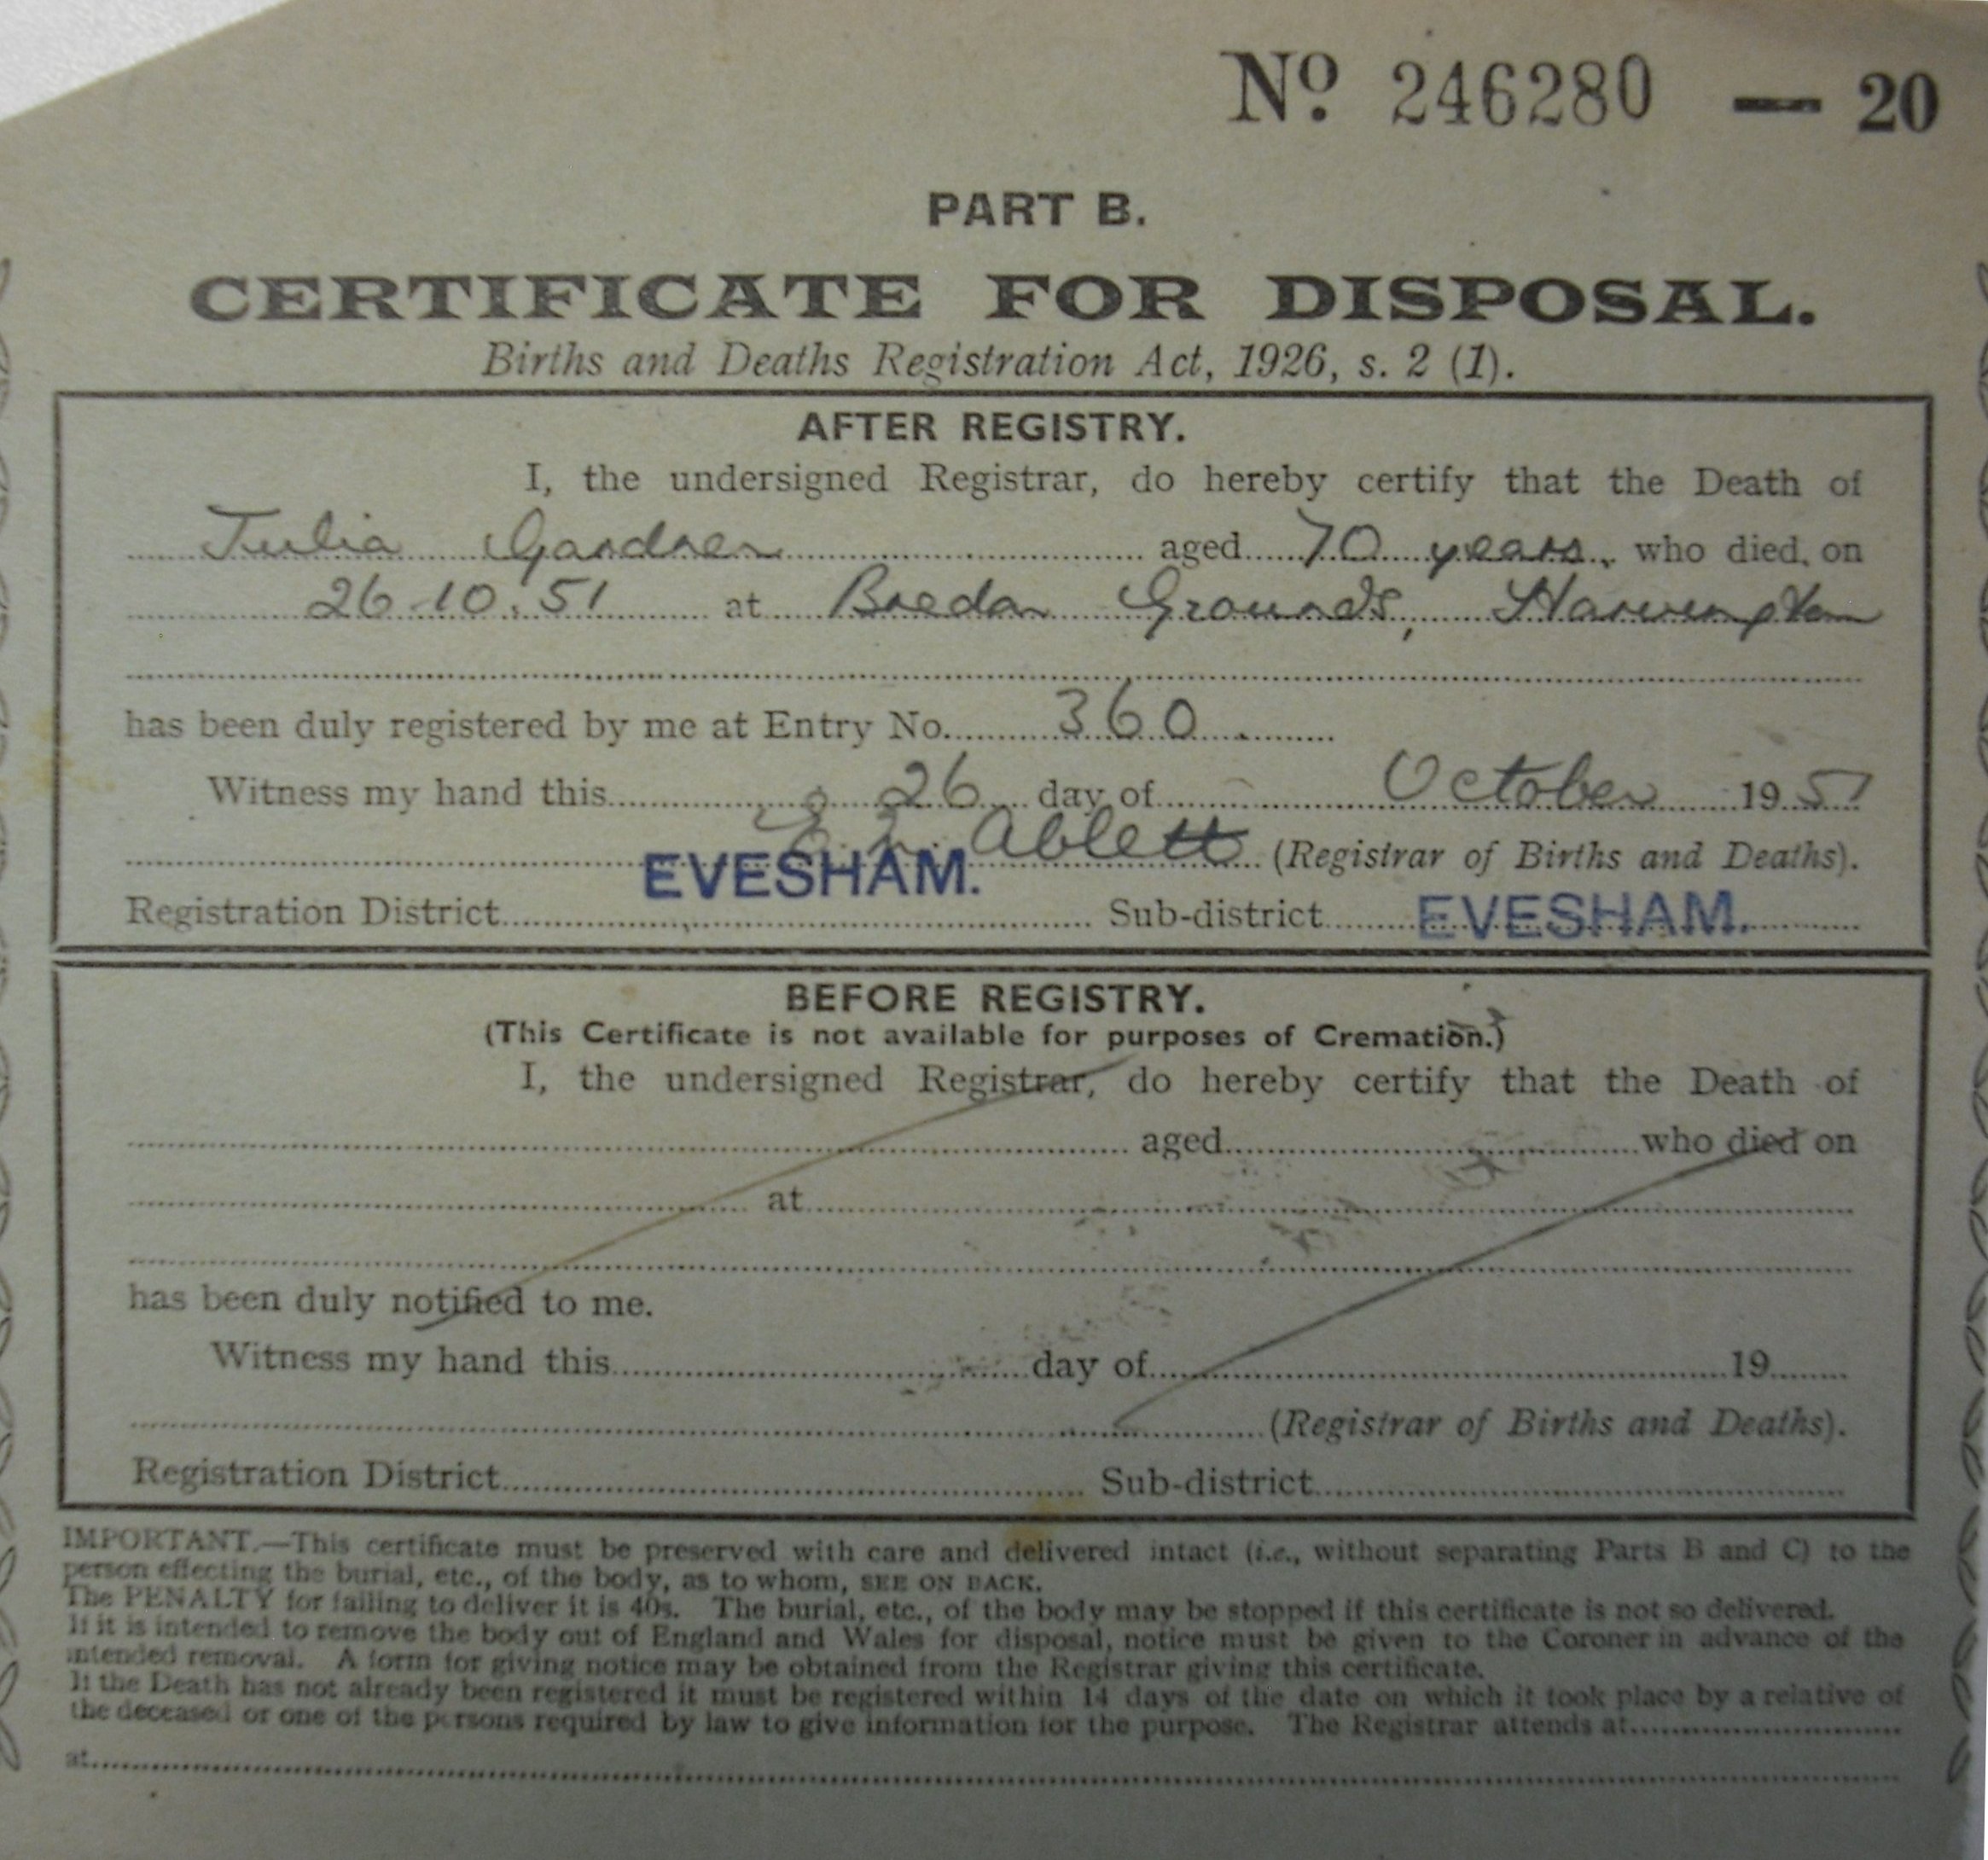 Nº 246280 — 20
PART B.
CERTIFICATE FOR DISPOSAL.
Births and Deaths Registration Act, 1926, s. 2 (1).
AFTER REGISTRY.
I, the undersigned Registrar, do hereby certify that the Death of
Julia Gardner aged 70 years, who died on
26.10.51 at Bredon Grounds, Harvington
has been duly registered by me at Entry No. 360
Witness my hand this 26 day of October 1951
Ablett (Registrar of Births and Deaths).
Registration District EVESHAM. Sub-district EVESHAM.
BEFORE REGISTRY.
(This Certificate is not available for purposes of Cremation.)
I, the undersigned Registrar, do hereby certify that the Death of
aged who died on
at
has been duly notified to me.
Witness my hand this day of 19
(Registrar of Births and Deaths).
Registration District Sub-district
IMPORTANT.—This certificate must be preserved with care and delivered intact (i.e., without separating Parts B and C) to the
person effecting the burial, etc., of the body, as to whom, SEE ON BACK.
The PENALTY for failing to deliver it is 40s. The burial, etc., of the body may be stopped if this certificate is not so delivered.
If it is intended to remove the body out of England and Wales for disposal, notice must be given to the Coroner in advance of the
intended removal. A form for giving notice may be obtained from the Registrar giving this certificate.
If the Death has not already been registered it must be registered within 14 days of the date on which it took place by a relative of
the deceased or one of the persons required by law to give information for the purpose. The Registrar attends at
at